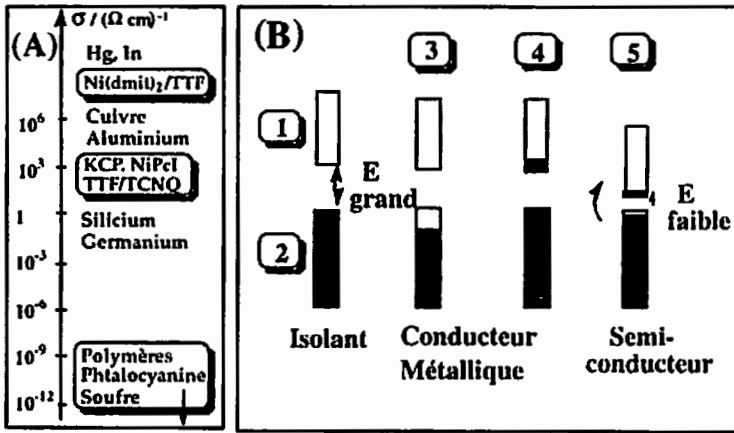 (A)
σ / (Ω cm)⁻¹
Hg, In
Ni(dmit)₂/TTF
10⁶
Cuivre
Aluminium
10³
KCP. NiPcI
TTF/TCNQ
1
Silicium
Germanium
10⁻³
10⁻⁶
10⁻⁹
Polymères
Phtalocyanine
Soufre
10⁻¹²
(B)
3
4
5
1
E
grand
E
faible
2
Isolant
Conducteur
Métallique
Semi-
conducteur